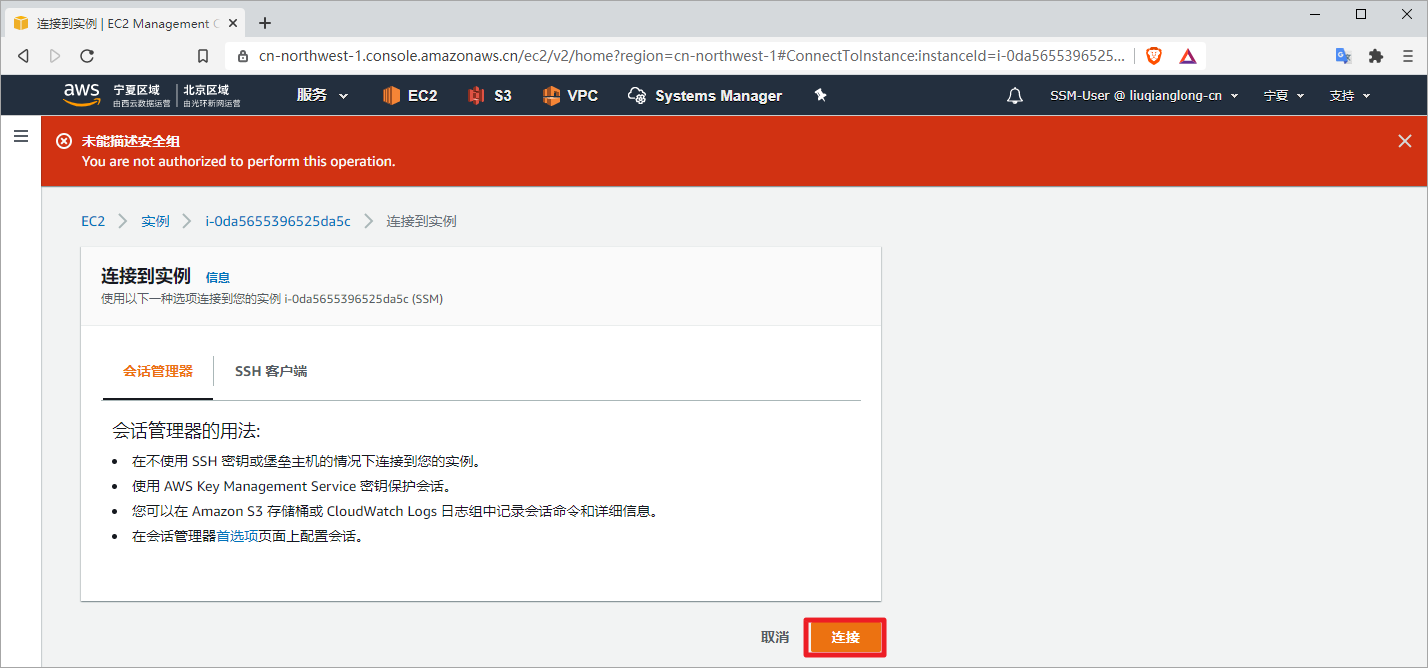 连接到实例 | EC2 Management C
cn-northwest-1.console.amazonaws.cn/ec2/v2/home?region=cn-northwest-1#ConnectToInstance:instanceId=i-0da5655396525...
aws 宁夏区域 由西云数据运营 北京区域 由光环新网运营 服务 EC2 S3 VPC Systems Manager SSM-User @ liuqianglong-cn 宁夏 支持
未能描述安全组
You are not authorized to perform this operation.
EC2 实例 i-0da5655396525da5c 连接到实例
连接到实例 信息
使用以下一种选项连接到您的实例 i-0da5655396525da5c (SSM)
会话管理器 SSH 客户端
会话管理器的用法:
在不使用 SSH 密钥或堡垒主机的情况下连接到您的实例。
使用 AWS Key Management Service 密钥保护会话。
您可以在 Amazon S3 存储桶或 CloudWatch Logs 日志组中记录会话命令和详细信息。
在会话管理器首选项页面上配置会话。
取消 连接